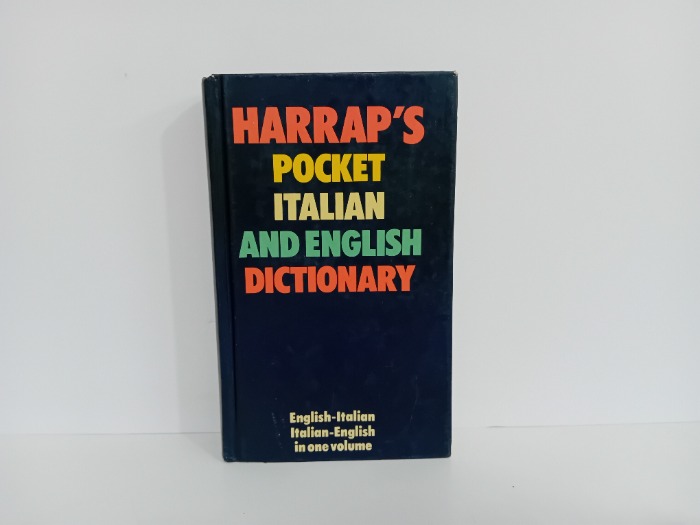 HARRAP'S
POCKET
ITALIAN
AND ENGLISH
DICTIONARY
English-Italian
Italian-English
in one volume